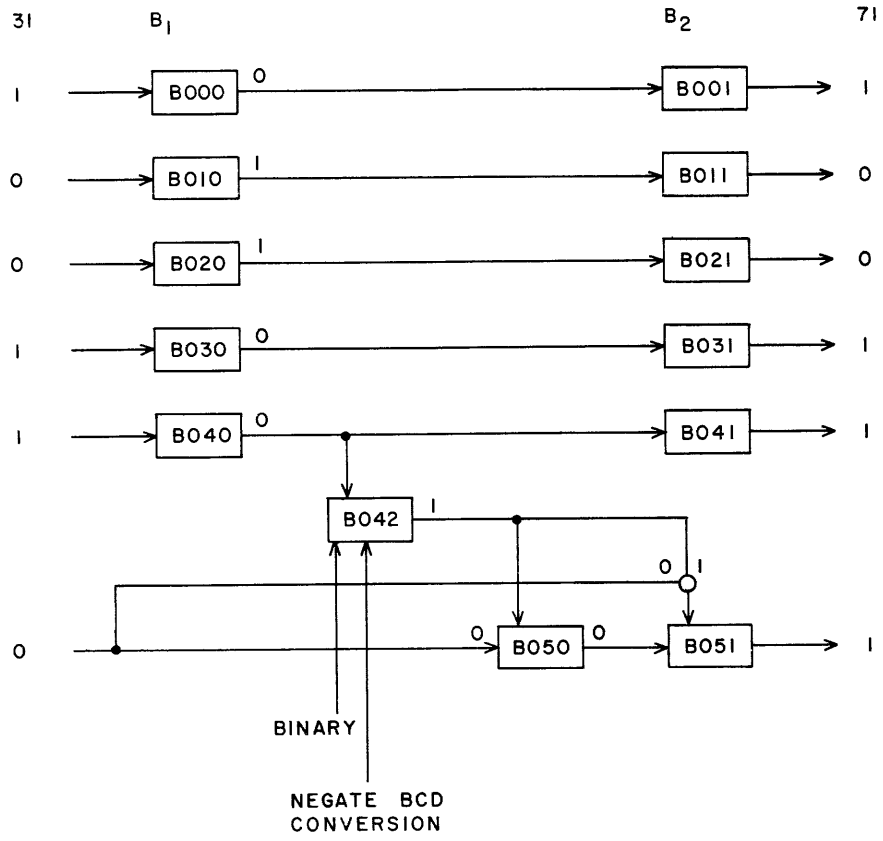 31 B1 B2 71
1 B000 0 B001 1
0 B010 1 B011 0
0 B020 1 B021 0
1 B030 0 B031 1
1 B040 0 B041 1
B042 1
0 1
0 0 B050 0 B051 1
BINARY
NEGATE BCD
CONVERSION